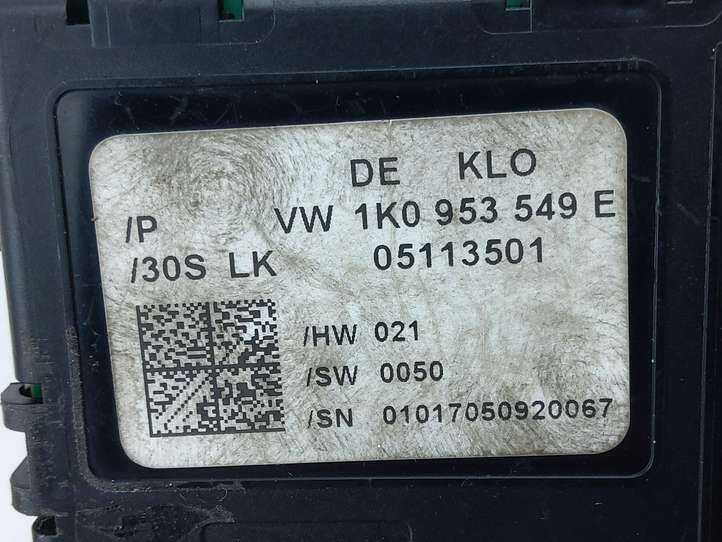 DE KLO
/P VW 1K0 953 549 E
/30S LK 05113501
/HW 021
/SW 0050
/SN 01017050920067